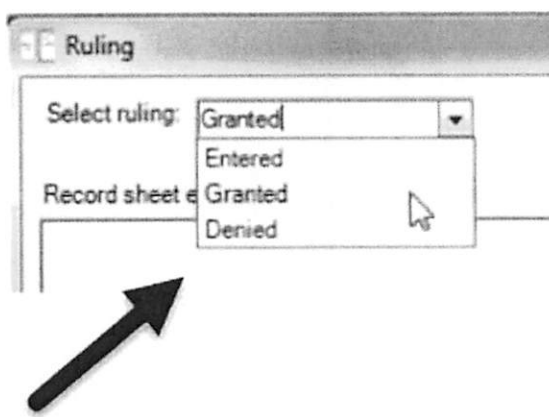 Ruling
Select ruling: Granted
Entered
Record sheet e Granted
Denied